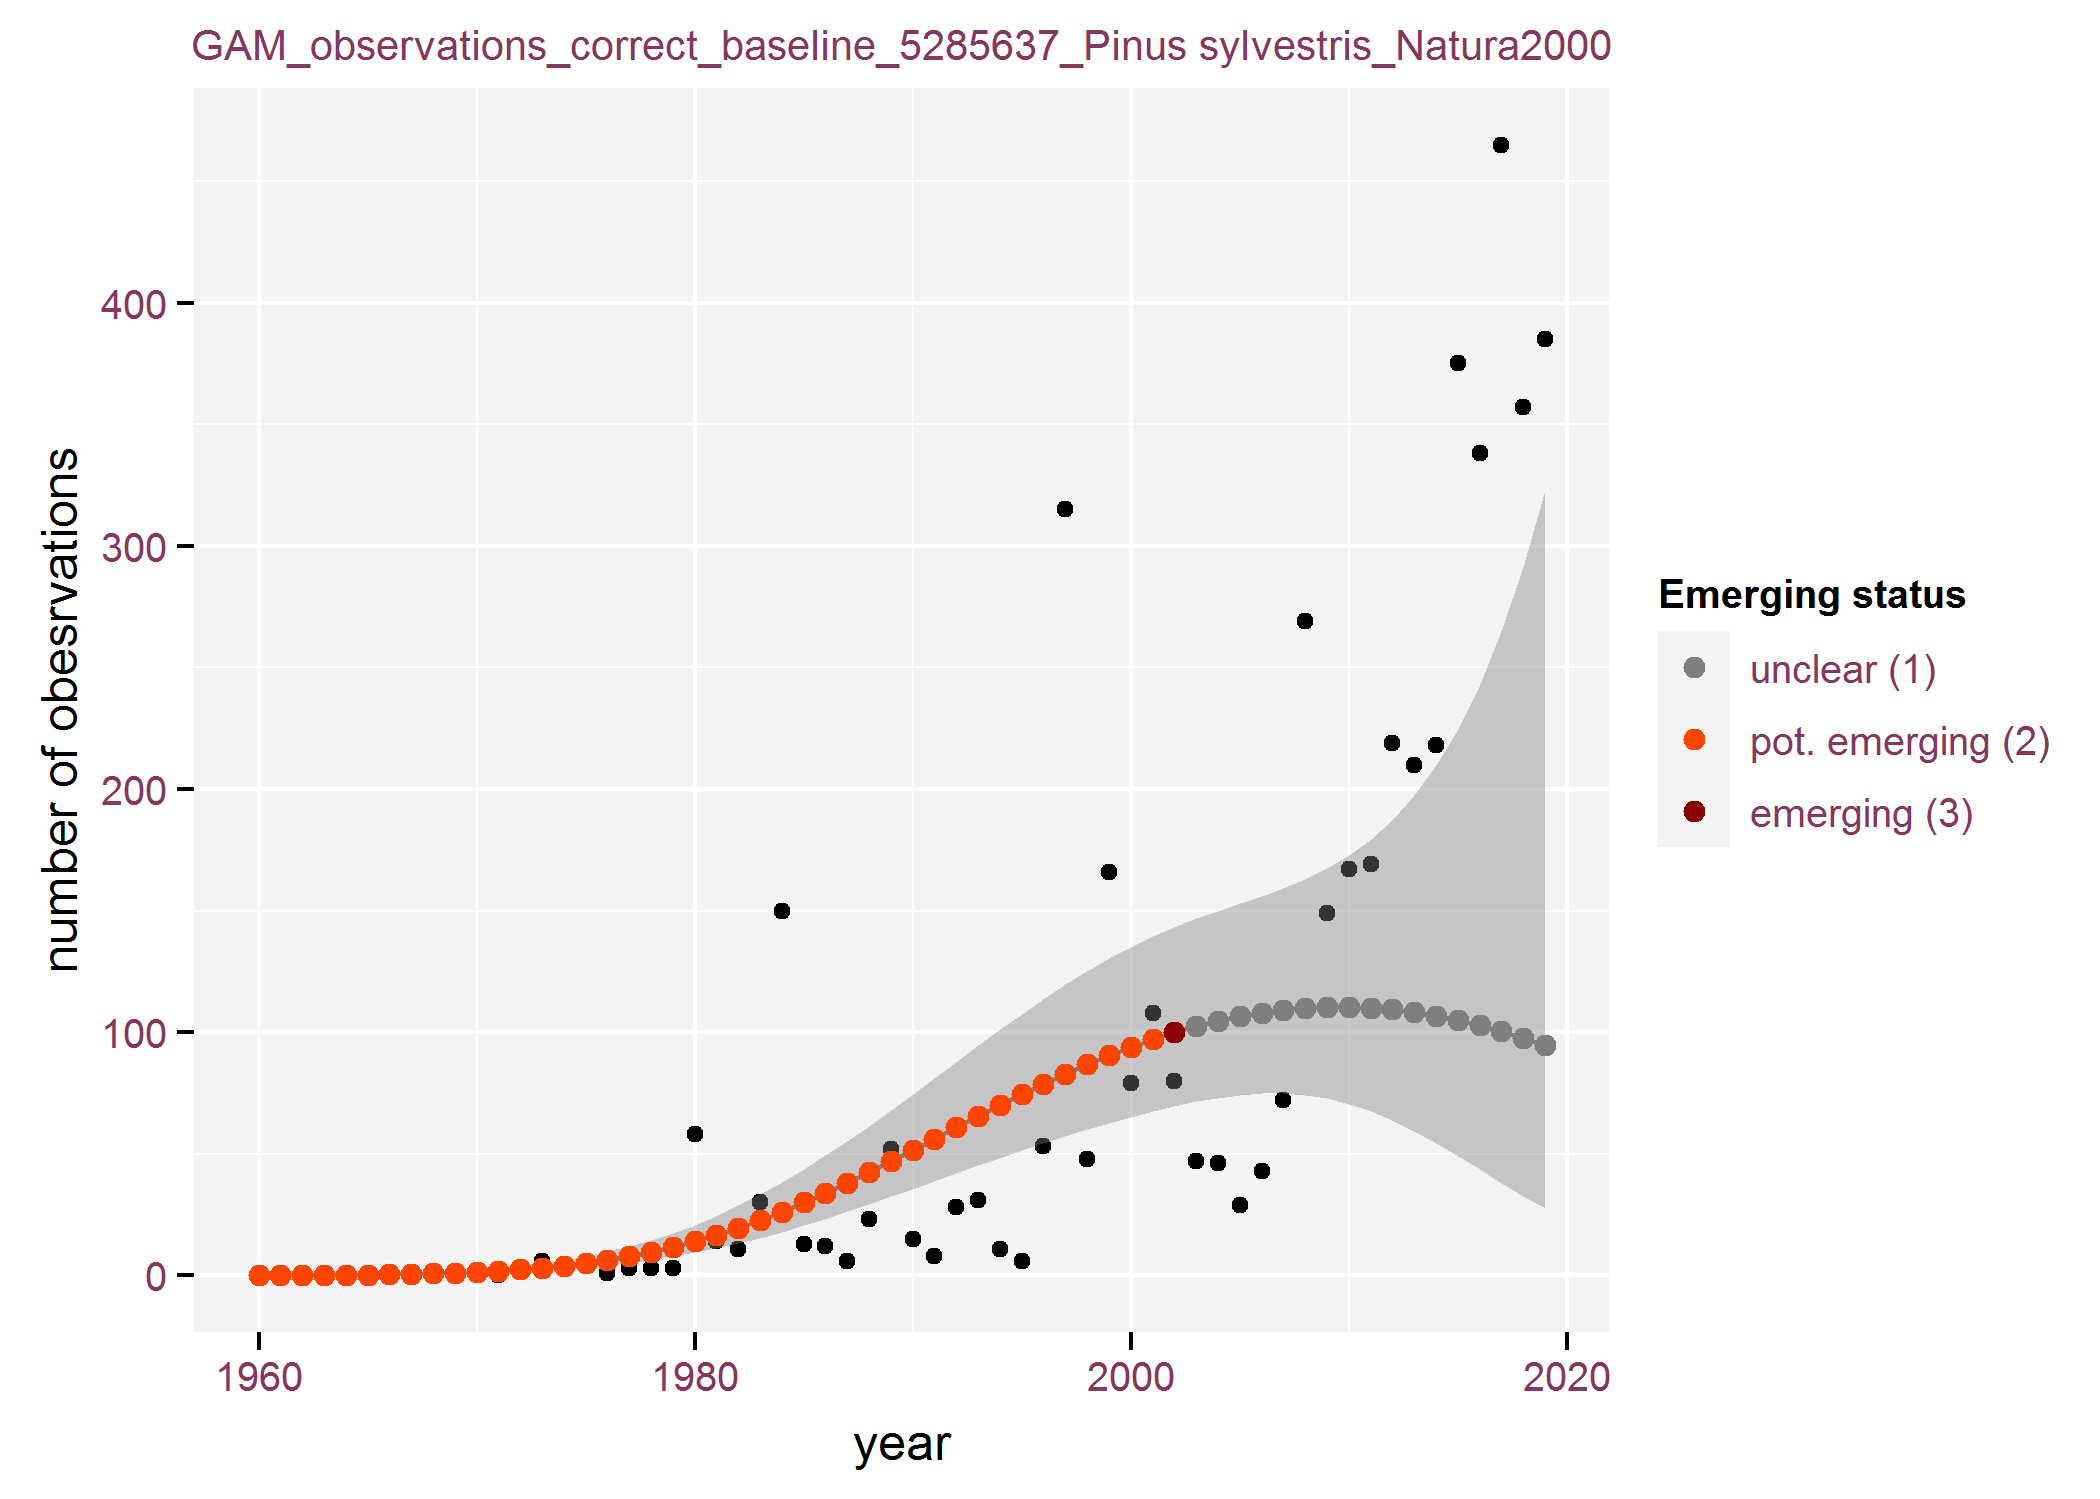 GAM_observations_correct_baseline_5285637_Pinus sylvestris_Natura2000
number of obesrvations
400
300
200
100
0
1960
1980
2000
2020
year
Emerging status
unclear (1)
pot. emerging (2)
emerging (3)